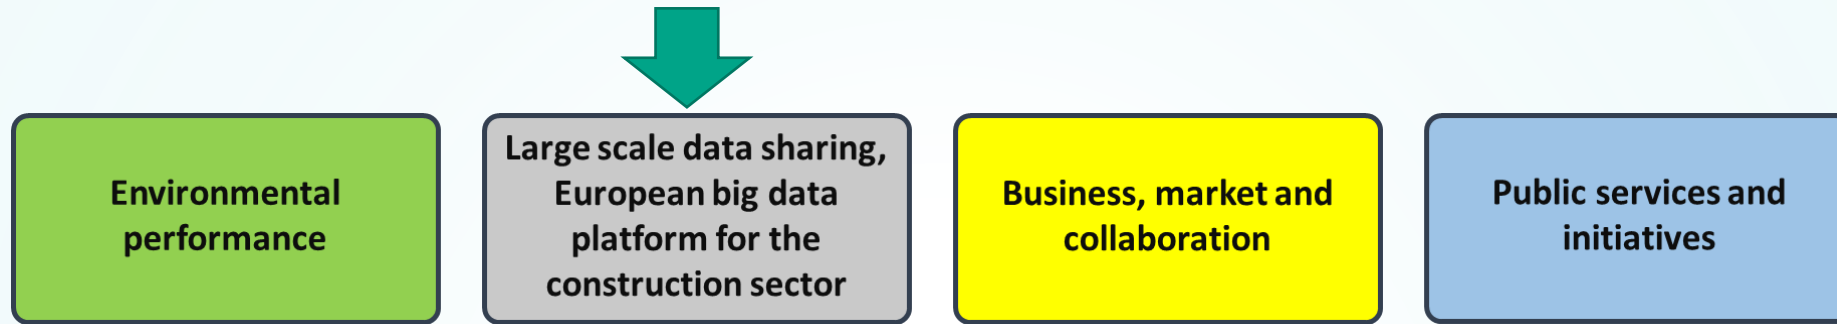 Environmental
performance
Large scale data sharing,
European big data
platform for the
construction sector
Business, market and
collaboration
Public services and
initiatives